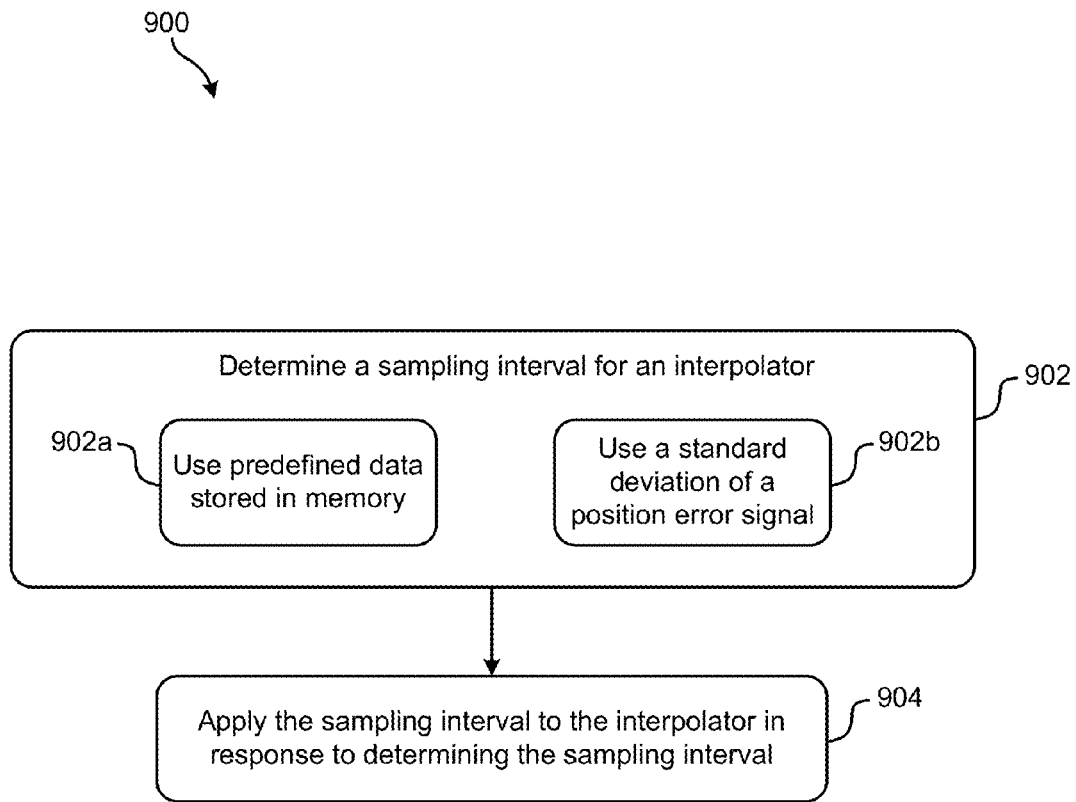 900
Determine a sampling interval for an interpolator
902
902a
Use predefined data
stored in memory
Use a standard
deviation of a
position error signal
902b
Apply the sampling interval to the interpolator in
response to determining the sampling interval
904